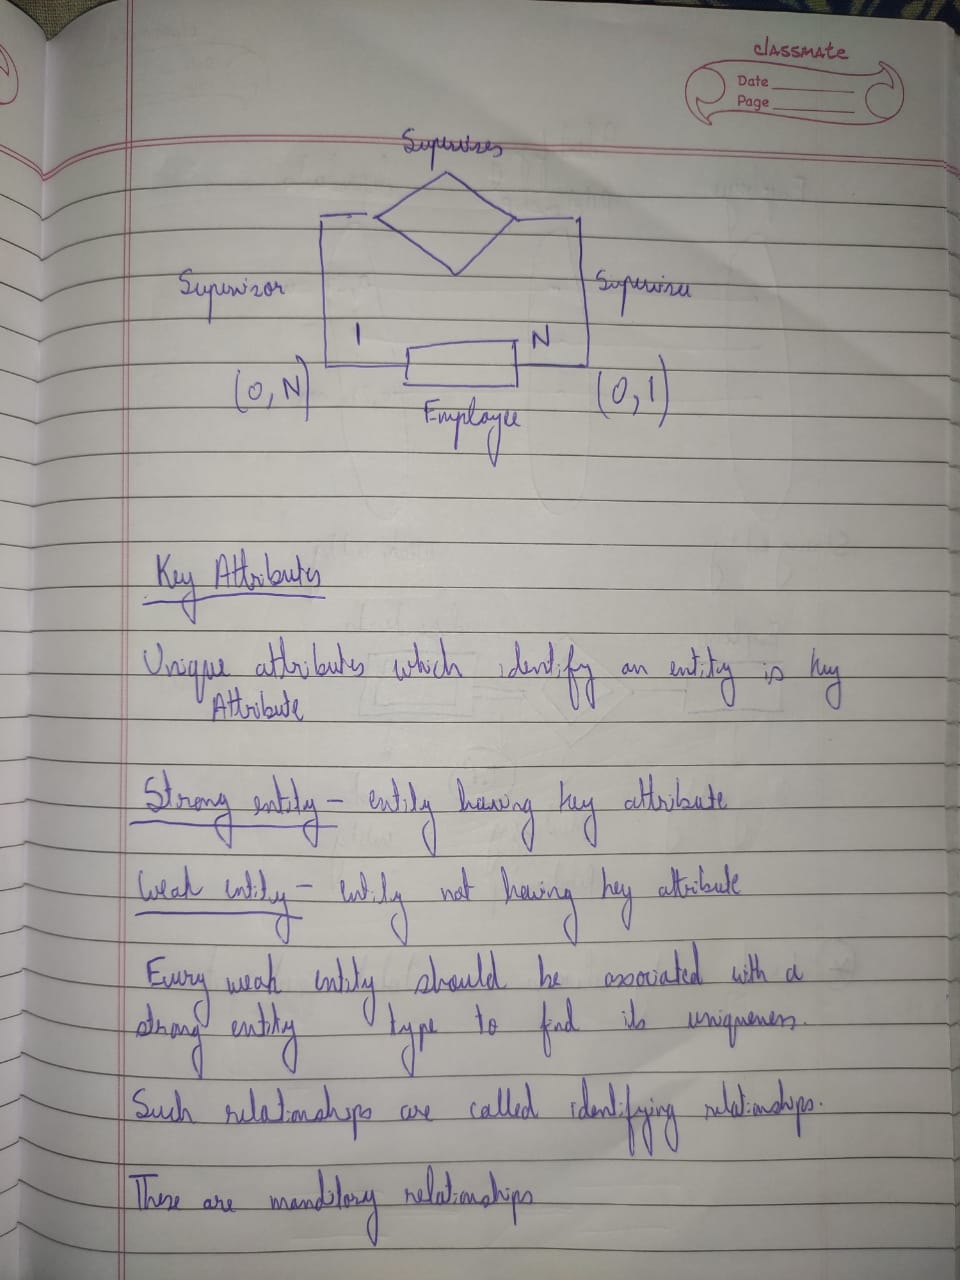 classmate
Date
Page
Supervises
Supervisor
Supervisee
1
N
(0,N)
(0,1)
Employee
Key Attributes
Unique attributes which identify an entity is key
Attribute
Strong entity - entity having key attribute
Weak entity - entity not having key attribute
Every weak entity should be associated with a
strong entity type to find its uniqueness.
Such relationships are called identifying relationships.
These are manditory relationships